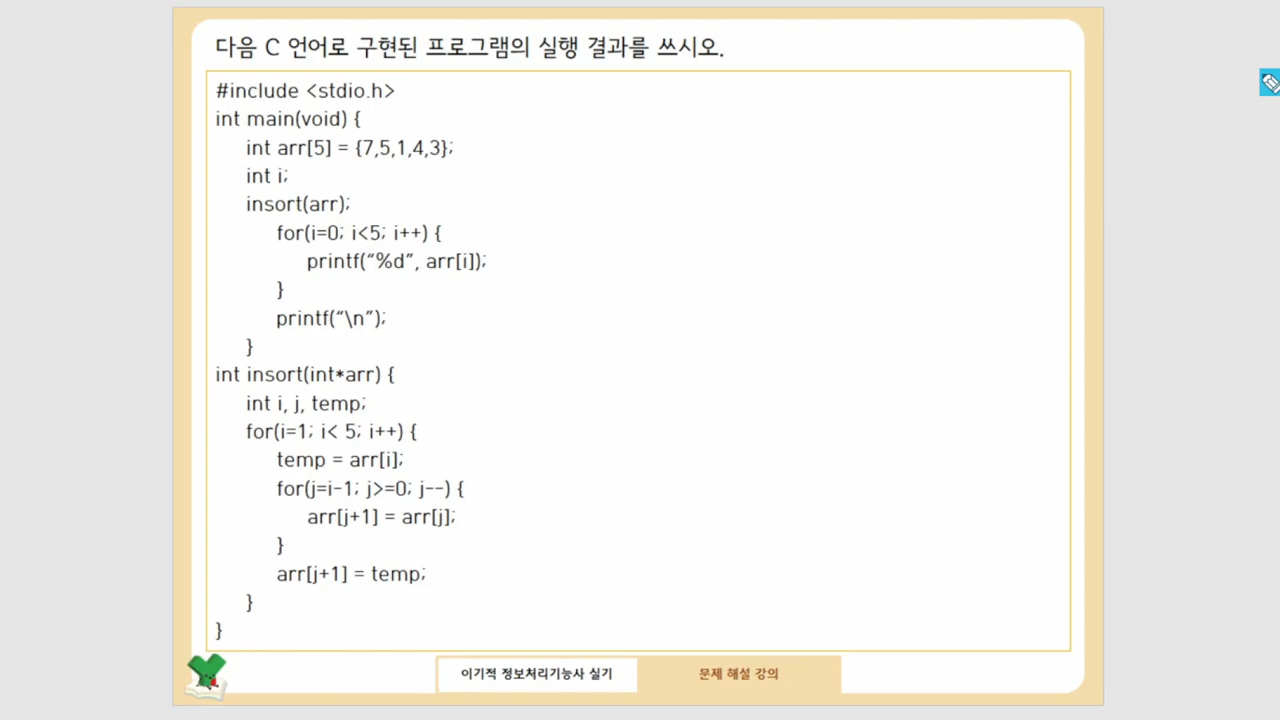 다음 C 언어로 구현된 프로그램의 실행 결과를 쓰시오.
#include <stdio.h>
int main(void) {
int arr[5] = {7,5,1,4,3};
int i;
insort(arr);
for(i=0; i<5; i++) {
printf(“%d”, arr[i]);
}
printf(“\n”);
}
int insort(int*arr) {
int i, j, temp;
for(i=1; i< 5; i++) {
temp = arr[i];
for(j=i-1; j>=0; j--) {
arr[j+1] = arr[j];
}
arr[j+1] = temp;
}
}
이기적 정보처리기능사 실기
문제 해설 강의